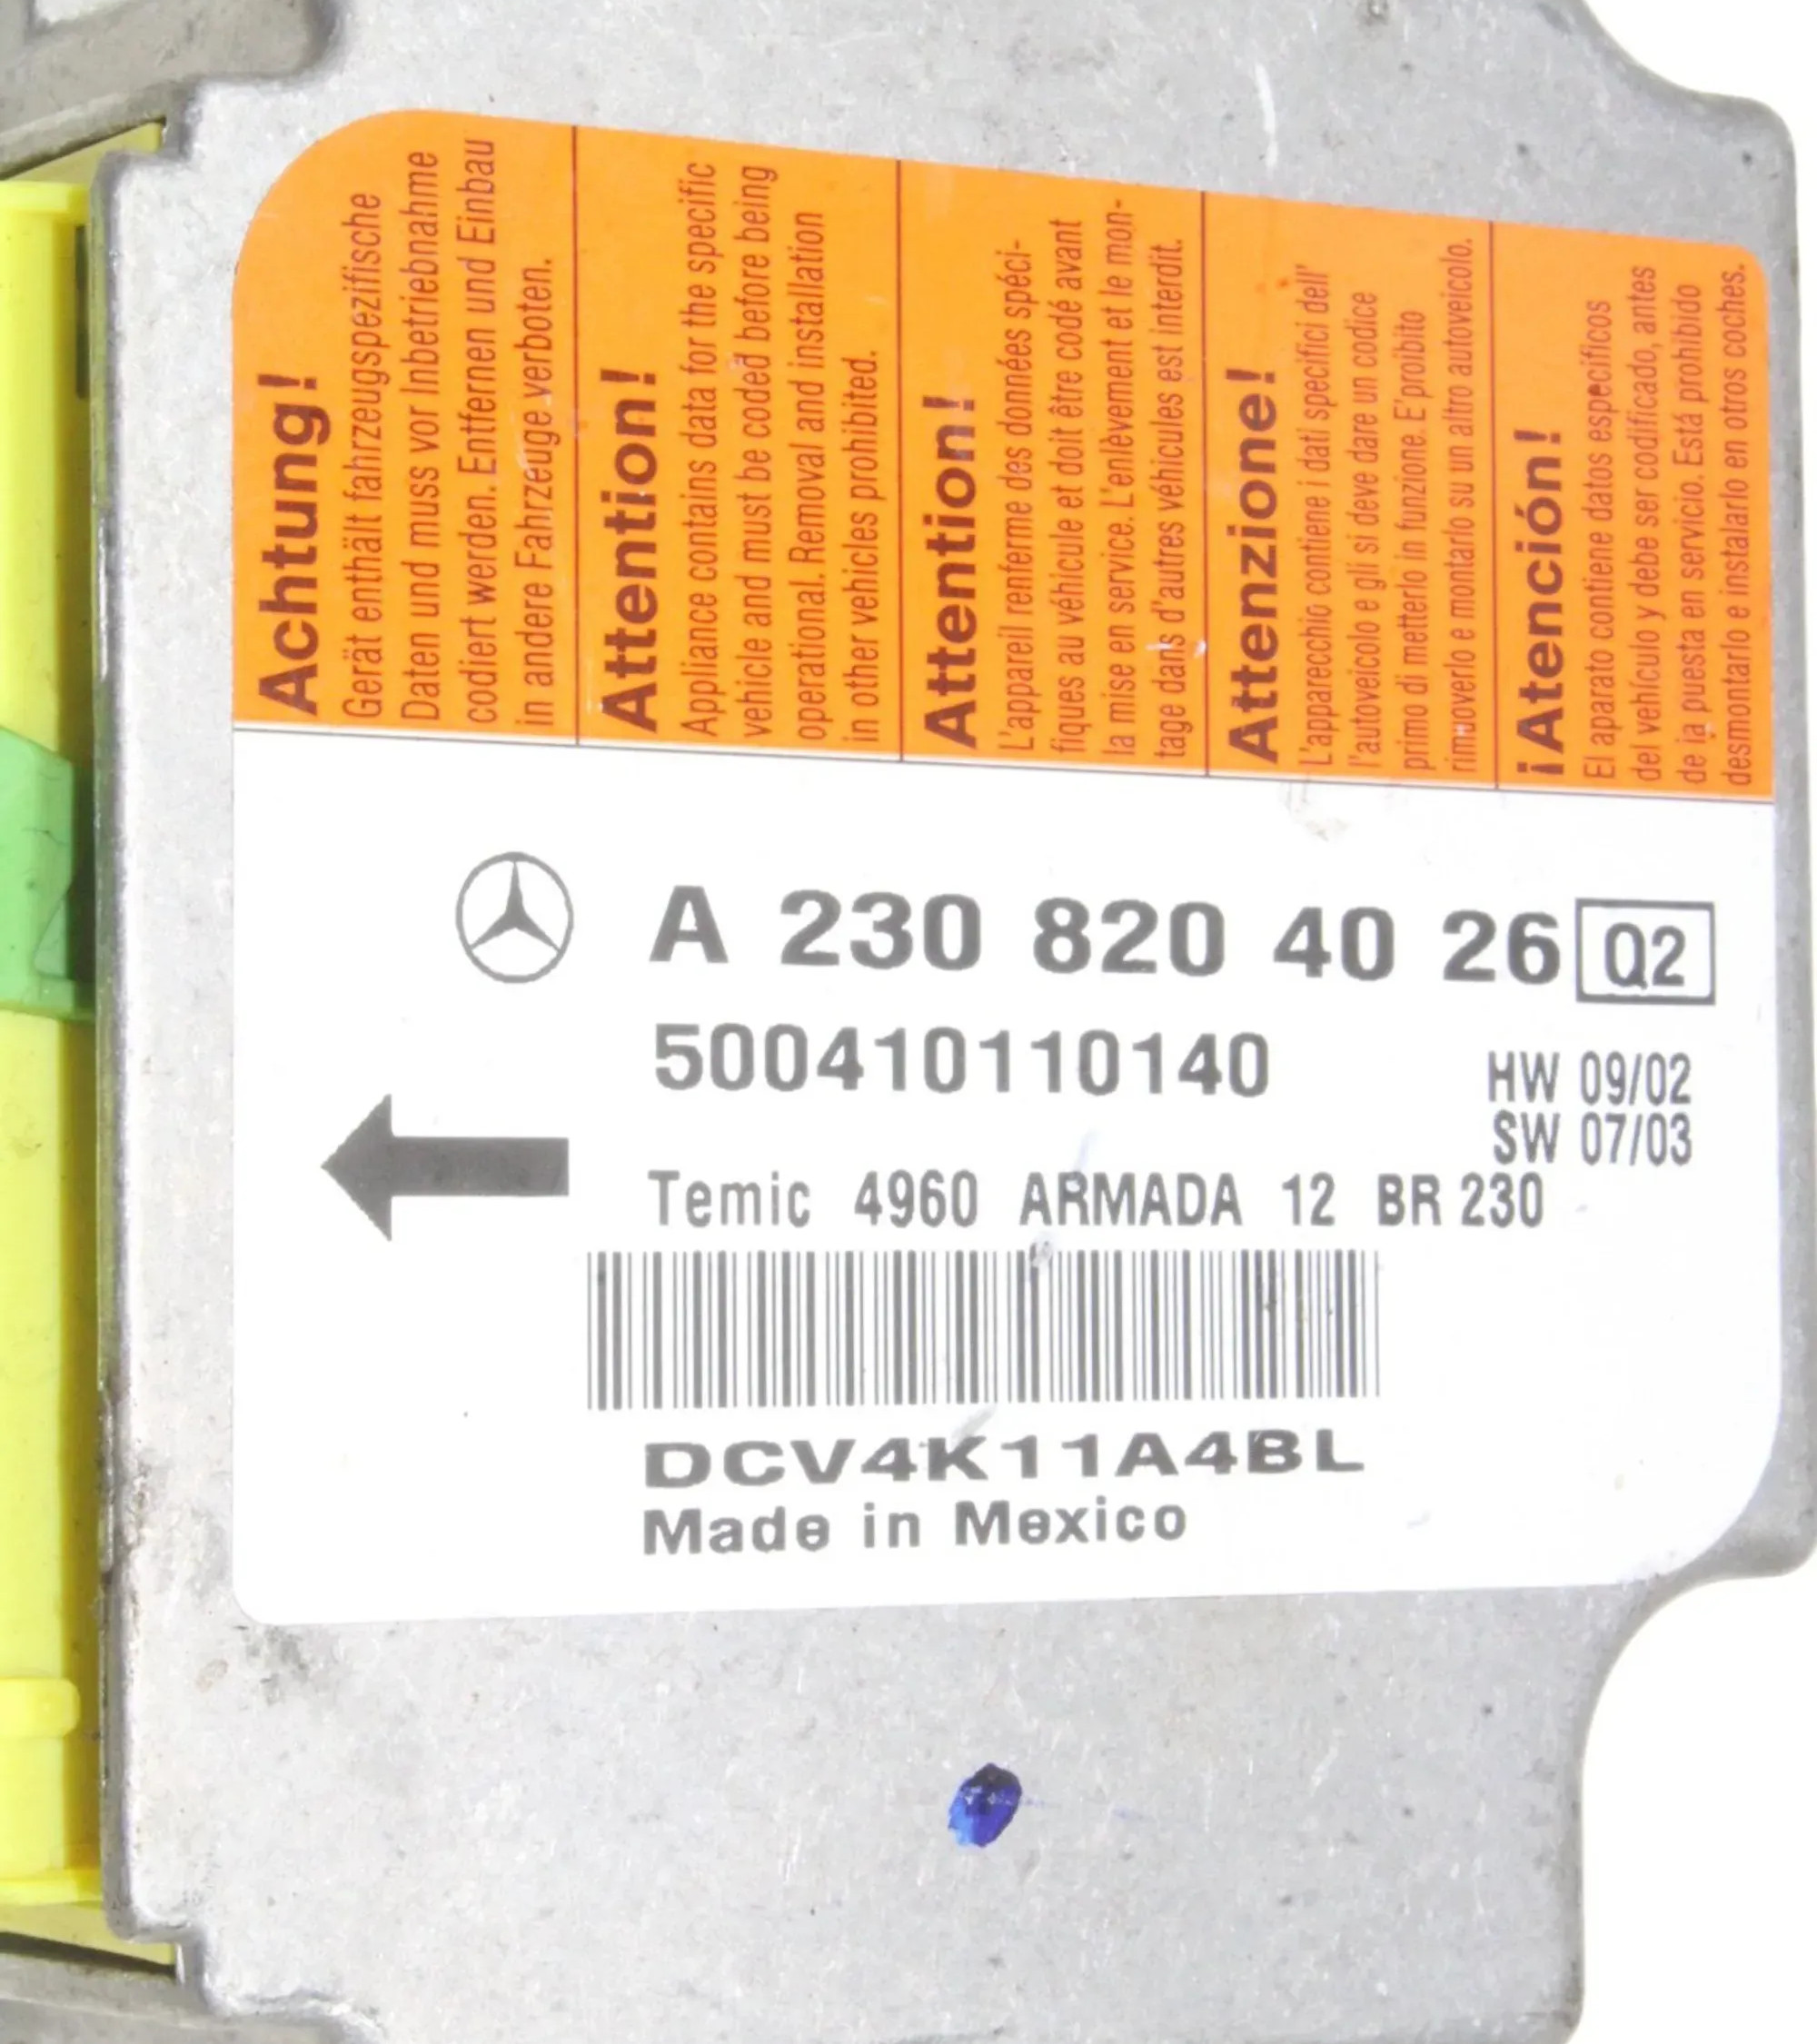 Achtung!
Gerät enthält fahrzeugspezifische
Daten und muss vor Inbetriebnahme
codiert werden. Entfernen und Einbau
in andere Fahrzeuge verboten.
Attention!
Appliance contains data for the specific
vehicle and must be coded before being
operational. Removal and installation
in other vehicles prohibited.
Attention!
L'appareil renferme des données spéci-
fiques au véhicule et doit être codé avant
la mise en service. L'enlèvement et le mon-
tage dans d'autres véhicules est interdit.
Attenzione!
L'apparecchio contiene i dati specifici dell'
l'autoveicolo e gli si deve dare un codice
primo di metterlo in funzione. E'proibito
rimuoverlo e montarlo su un altro autoveicolo.
¡Atención!
El aparato contiene datos específicos
del vehículo y debe ser codificado, antes
de la puesta en servicio. Está prohibido
desmontarlo e instalarlo en otros coches.
A 230 820 40 26 Q2
500410110140
HW 09/02
SW 07/03
Temic 4960 ARMADA 12 BR 230
DCV4K11A4BL
Made in Mexico